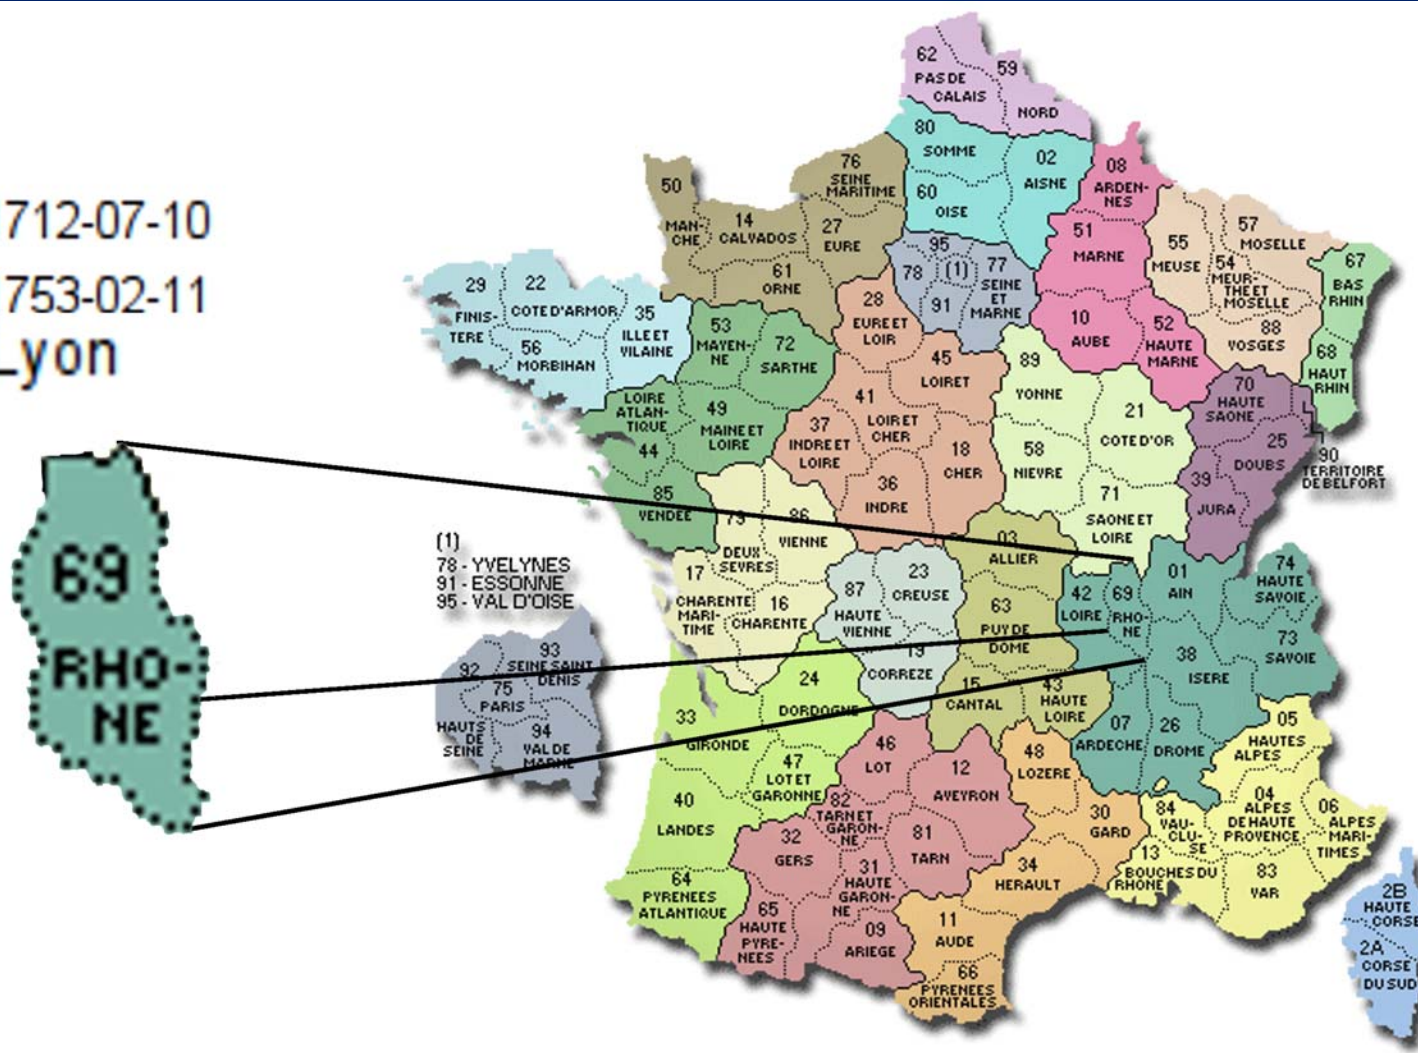 712-07-10
753-02-11
Lyon
69
RHO-
NE
(1)
78 - YVELYNES
91 - ESSONNE
95 - VAL D'OISE
92
HAUTS
DE
SEINE
93
SEINE SAINT
DENIS
75
PARIS
94
VAL DE
MARNE
62
PAS DE
CALAIS
59
NORD
80
SOMME
02
AISNE
60
OISE
76
SEINE
MARITIME
50
MAN-
CHE
14
CALVADOS
27
EURE
61
ORNE
08
ARDEN-
NES
51
MARNE
10
AUBE
52
HAUTE
MARNE
55
MEUSE
57
MOSELLE
54
MEUR-
THE ET
MOSELLE
88
VOSGES
67
BAS
RHIN
68
HAUT
RHIN
95
78
(1)
91
77
SEINE
ET
MARNE
29
FINIS-
TERE
22
COTE D'ARMOR
35
ILLE ET
VILAINE
56
MORBIHAN
53
MAYEN-
NE
72
SARTHE
LOIRE
ATLAN-
TIQUE
44
49
MAINE ET
LOIRE
85
VENDEE
28
EURE ET
LOIR
45
LOIRET
41
LOIR ET
CHER
37
INDRE ET
LOIRE
18
CHER
36
INDRE
89
YONNE
21
COTE D'OR
58
NIEVRE
71
SAONE ET
LOIRE
70
HAUTE
SAONE
25
DOUBS
39
JURA
90
TERRITOIRE
DE BELFORT
79
DEUX
SEVRES
86
VIENNE
17
CHARENTE
MARI-
TIME
16
CHARENTE
87
HAUTE
VIENNE
23
CREUSE
19
CORREZE
03
ALLIER
63
PUY DE
DOME
15
CANTAL
43
HAUTE
LOIRE
42
LOIRE
69
RHO-
NE
01
AIN
74
HAUTE
SAVOIE
73
SAVOIE
38
ISERE
07
ARDECHE
26
DROME
24
DORDOGNE
33
GIRONDE
47
LOT ET
GARONNE
40
LANDES
64
PYRENEES
ATLANTIQUE
46
LOT
12
AVEYRON
82
TARN ET
GARON-
NE
32
GERS
81
TARN
31
HAUTE
GARON-
NE
65
HAUTE
PYRE-
NEES
09
ARIEGE
48
LOZERE
30
GARD
34
HERAULT
11
AUDE
66
PYRENEES
ORIENTALES
05
HAUTES
ALPES
04
ALPES
DE HAUTE
PROVENCE
06
ALPES
MARI-
TIMES
84
VAU-
CLU-
SE
13
BOUCHES DU
RHONE
83
VAR
2B
HAUTE
CORSE
2A
CORSE
DU SUD